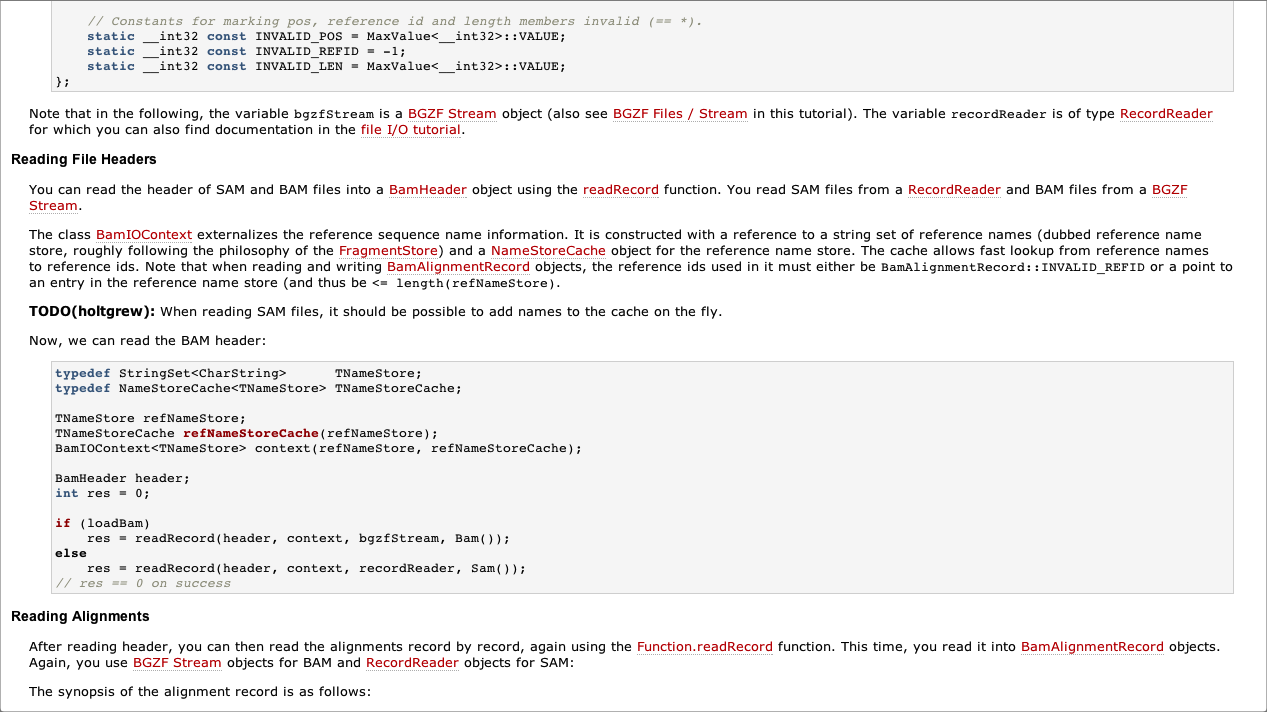 // Constants for marking pos, reference id and length members invalid (== *).
static __int32 const INVALID_POS = MaxValue<__int32>::VALUE;
static __int32 const INVALID_REFID = -1;
static __int32 const INVALID_LEN = MaxValue<__int32>::VALUE;
};
Note that in the following, the variable bgzfStream is a BGZF Stream object (also see BGZF Files / Stream in this tutorial). The variable recordReader is of type RecordReader
for which you can also find documentation in the file I/O tutorial.
Reading File Headers
You can read the header of SAM and BAM files into a BamHeader object using the readRecord function. You read SAM files from a RecordReader and BAM files from a BGZF
Stream.
The class BamIOContext externalizes the reference sequence name information. It is constructed with a reference to a string set of reference names (dubbed reference name
store, roughly following the philosophy of the FragmentStore) and a NameStoreCache object for the reference name store. The cache allows fast lookup from reference names
to reference ids. Note that when reading and writing BamAlignmentRecord objects, the reference ids used in it must either be BamAlignmentRecord::INVALID_REFID or a point to
an entry in the reference name store (and thus be <= length(refNameStore).
TODO(holtgrew): When reading SAM files, it should be possible to add names to the cache on the fly.
Now, we can read the BAM header:
typedef StringSet<CharString>      TNameStore;
typedef NameStoreCache<TNameStore> TNameStoreCache;
TNameStore refNameStore;
TNameStoreCache refNameStoreCache(refNameStore);
BamIOContext<TNameStore> context(refNameStore, refNameStoreCache);
BamHeader header;
int res = 0;
if (loadBam)
res = readRecord(header, context, bgzfStream, Bam());
else
res = readRecord(header, context, recordReader, Sam());
// res == 0 on success
Reading Alignments
After reading header, you can then read the alignments record by record, again using the Function.readRecord function. This time, you read it into BamAlignmentRecord objects.
Again, you use BGZF Stream objects for BAM and RecordReader objects for SAM:
The synopsis of the alignment record is as follows: